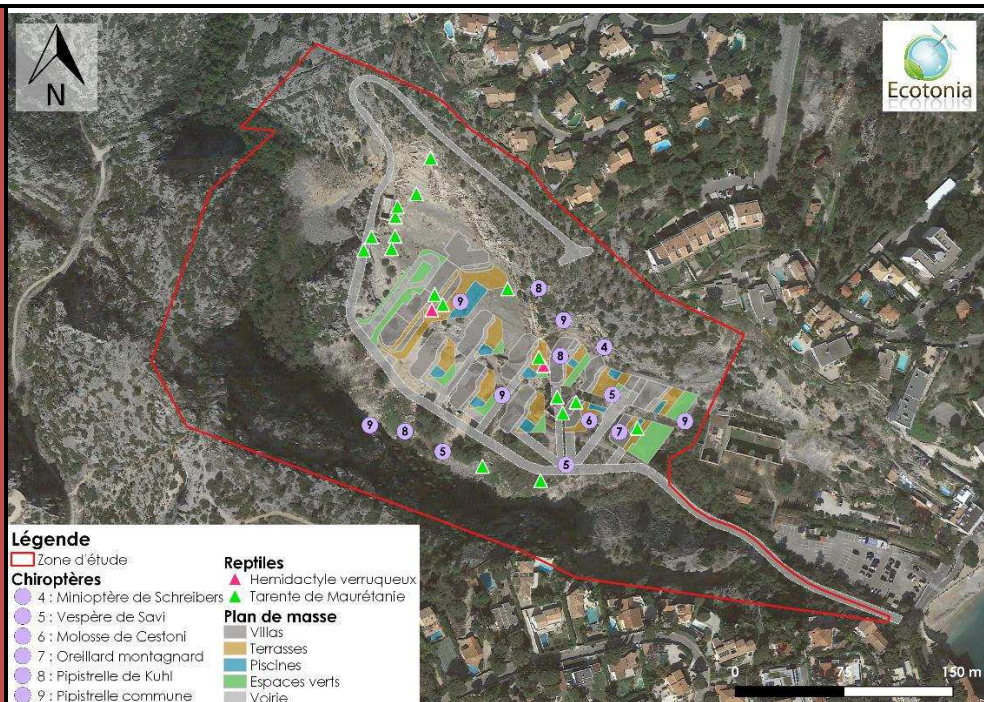 N
Ecotonia
8
9
9
8
4
9
5
6
7
9
9
8
5
5
Légende
Zone d'étude
Chiroptères
4 : Minioptère de Schreibers
5 : Vespère de Savi
6 : Molosse de Cestoni
7 : Oreillard montagnard
8 : Pipistrelle de Kuhl
9 : Pipistrelle commune
Reptiles
Hemidactyle verruqueux
Tarente de Maurétanie
Plan de masse
Villas
Terrasses
Piscines
Espaces verts
Voirie
0 75 150 m